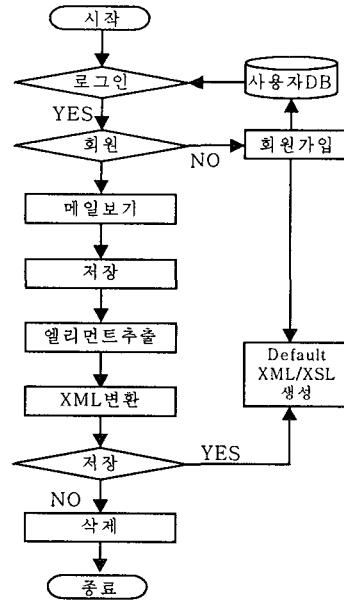 시작
로그인
사용자DB
YES
회원
NO
회원가입
메일보기
저장
엘리먼트추출
Default
XML/XSL
생성
XML변환
저장
YES
NO
삭제
종료